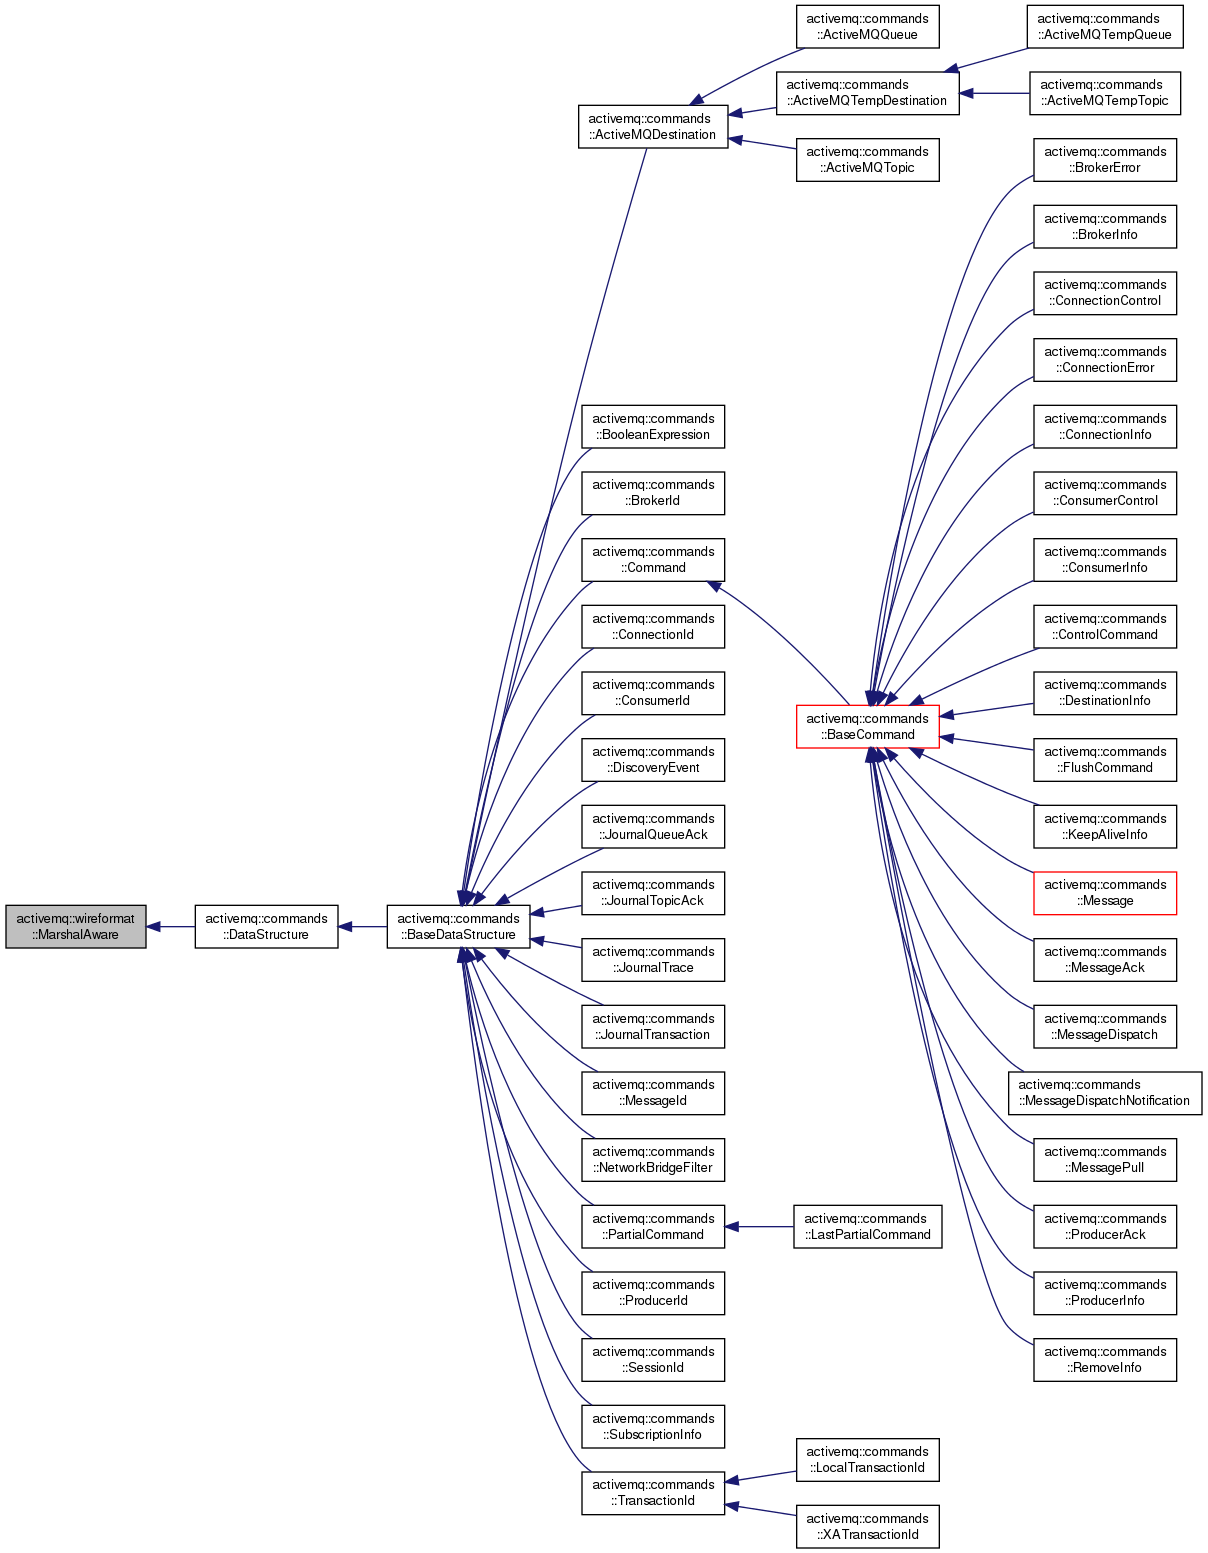 activemq::commands
::ActiveMQQueue
activemq::commands
::ActiveMQTempQueue
activemq::commands
::ActiveMQTempDestination
activemq::commands
::ActiveMQTempTopic
activemq::commands
::ActiveMQDestination
activemq::commands
::ActiveMQTopic
activemq::commands
::BrokerError
activemq::commands
::BrokerInfo
activemq::commands
::ConnectionControl
activemq::commands
::ConnectionError
activemq::commands
::BooleanExpression
activemq::commands
::ConnectionInfo
activemq::commands
::BrokerId
activemq::commands
::ConsumerControl
activemq::commands
::Command
activemq::commands
::ConsumerInfo
activemq::commands
::ConnectionId
activemq::commands
::ControlCommand
activemq::commands
::ConsumerId
activemq::commands
::DestinationInfo
activemq::commands
::BaseCommand
activemq::commands
::DiscoveryEvent
activemq::commands
::FlushCommand
activemq::commands
::JournalQueueAck
activemq::commands
::KeepAliveInfo
activemq::commands
::JournalTopicAck
activemq::commands
::Message
activemq::wireformat
::MarshalAware
activemq::commands
::DataStructure
activemq::commands
::BaseDataStructure
activemq::commands
::JournalTrace
activemq::commands
::MessageAck
activemq::commands
::JournalTransaction
activemq::commands
::MessageDispatch
activemq::commands
::MessageId
activemq::commands
::MessageDispatchNotification
activemq::commands
::NetworkBridgeFilter
activemq::commands
::MessagePull
activemq::commands
::PartialCommand
activemq::commands
::LastPartialCommand
activemq::commands
::ProducerAck
activemq::commands
::ProducerId
activemq::commands
::ProducerInfo
activemq::commands
::SessionId
activemq::commands
::RemoveInfo
activemq::commands
::SubscriptionInfo
activemq::commands
::LocalTransactionId
activemq::commands
::TransactionId
activemq::commands
::XATransactionId